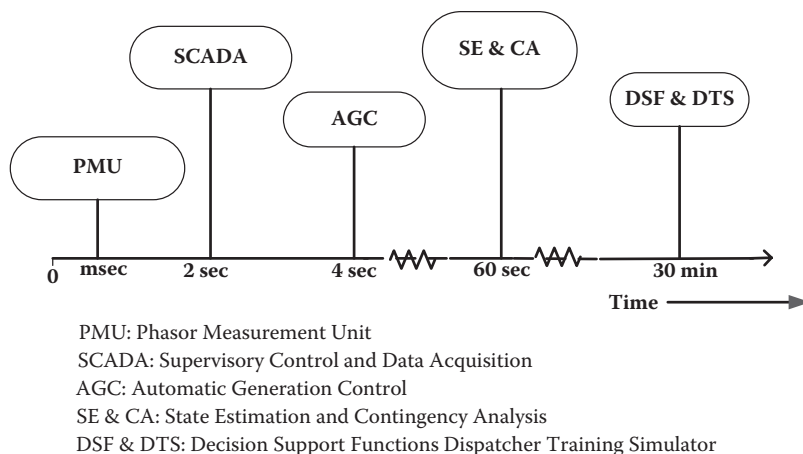 SCADA
SE & CA
DSF & DTS
AGC
PMU
0
msec
2 sec
4 sec
60 sec
30 min
Time
PMU: Phasor Measurement Unit
SCADA: Supervisory Control and Data Acquisition
AGC: Automatic Generation Control
SE & CA: State Estimation and Contingency Analysis
DSF & DTS: Decision Support Functions Dispatcher Training Simulator